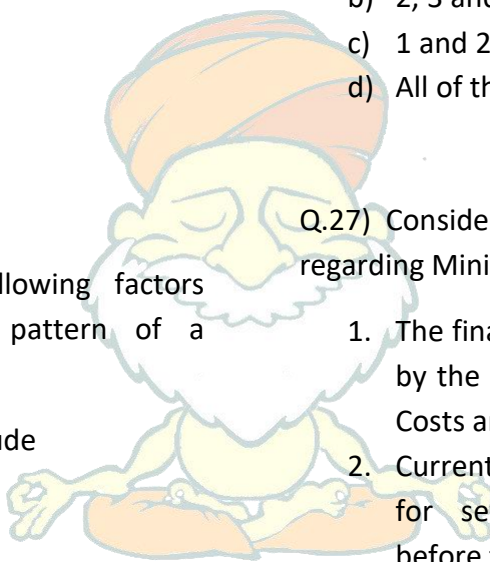 llowing factors
pattern of a
ude
b) 2, 3 and
c) 1 and 2
d) All of th
Q.27) Conside
regarding Mini
1. The fina
by the
Costs a
2. Current
for se
before